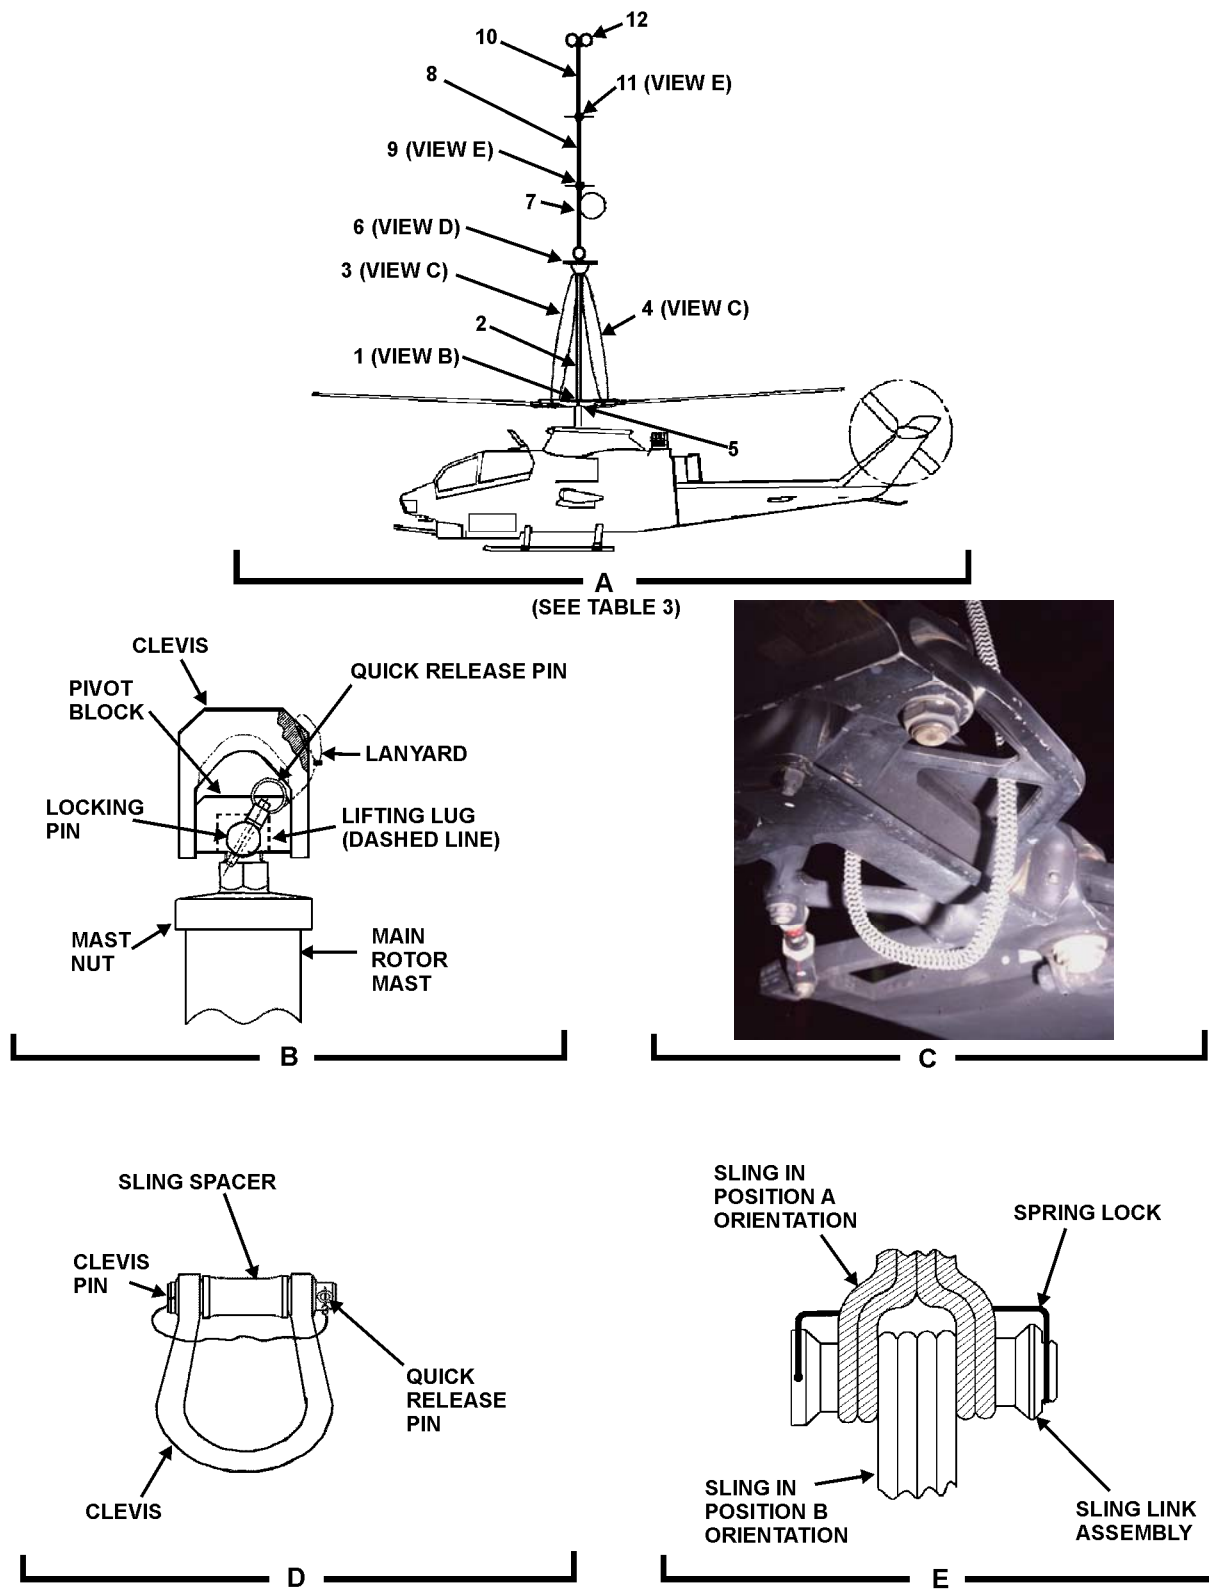 12
10
8
11 (VIEW E)
9 (VIEW E)
7
6 (VIEW D)
3 (VIEW C)
4 (VIEW C)
2
1 (VIEW B)
5
A
(SEE TABLE 3)
CLEVIS
QUICK RELEASE PIN
PIVOT
BLOCK
LANYARD
LOCKING
PIN
LIFTING LUG
(DASHED LINE)
MAST
NUT
MAIN
ROTOR
MAST
B
C
SLING SPACER
CLEVIS
PIN
QUICK
RELEASE
PIN
CLEVIS
D
SLING IN
POSITION A
ORIENTATION
SPRING LOCK
SLING IN
POSITION B
ORIENTATION
SLING LINK
ASSEMBLY
E